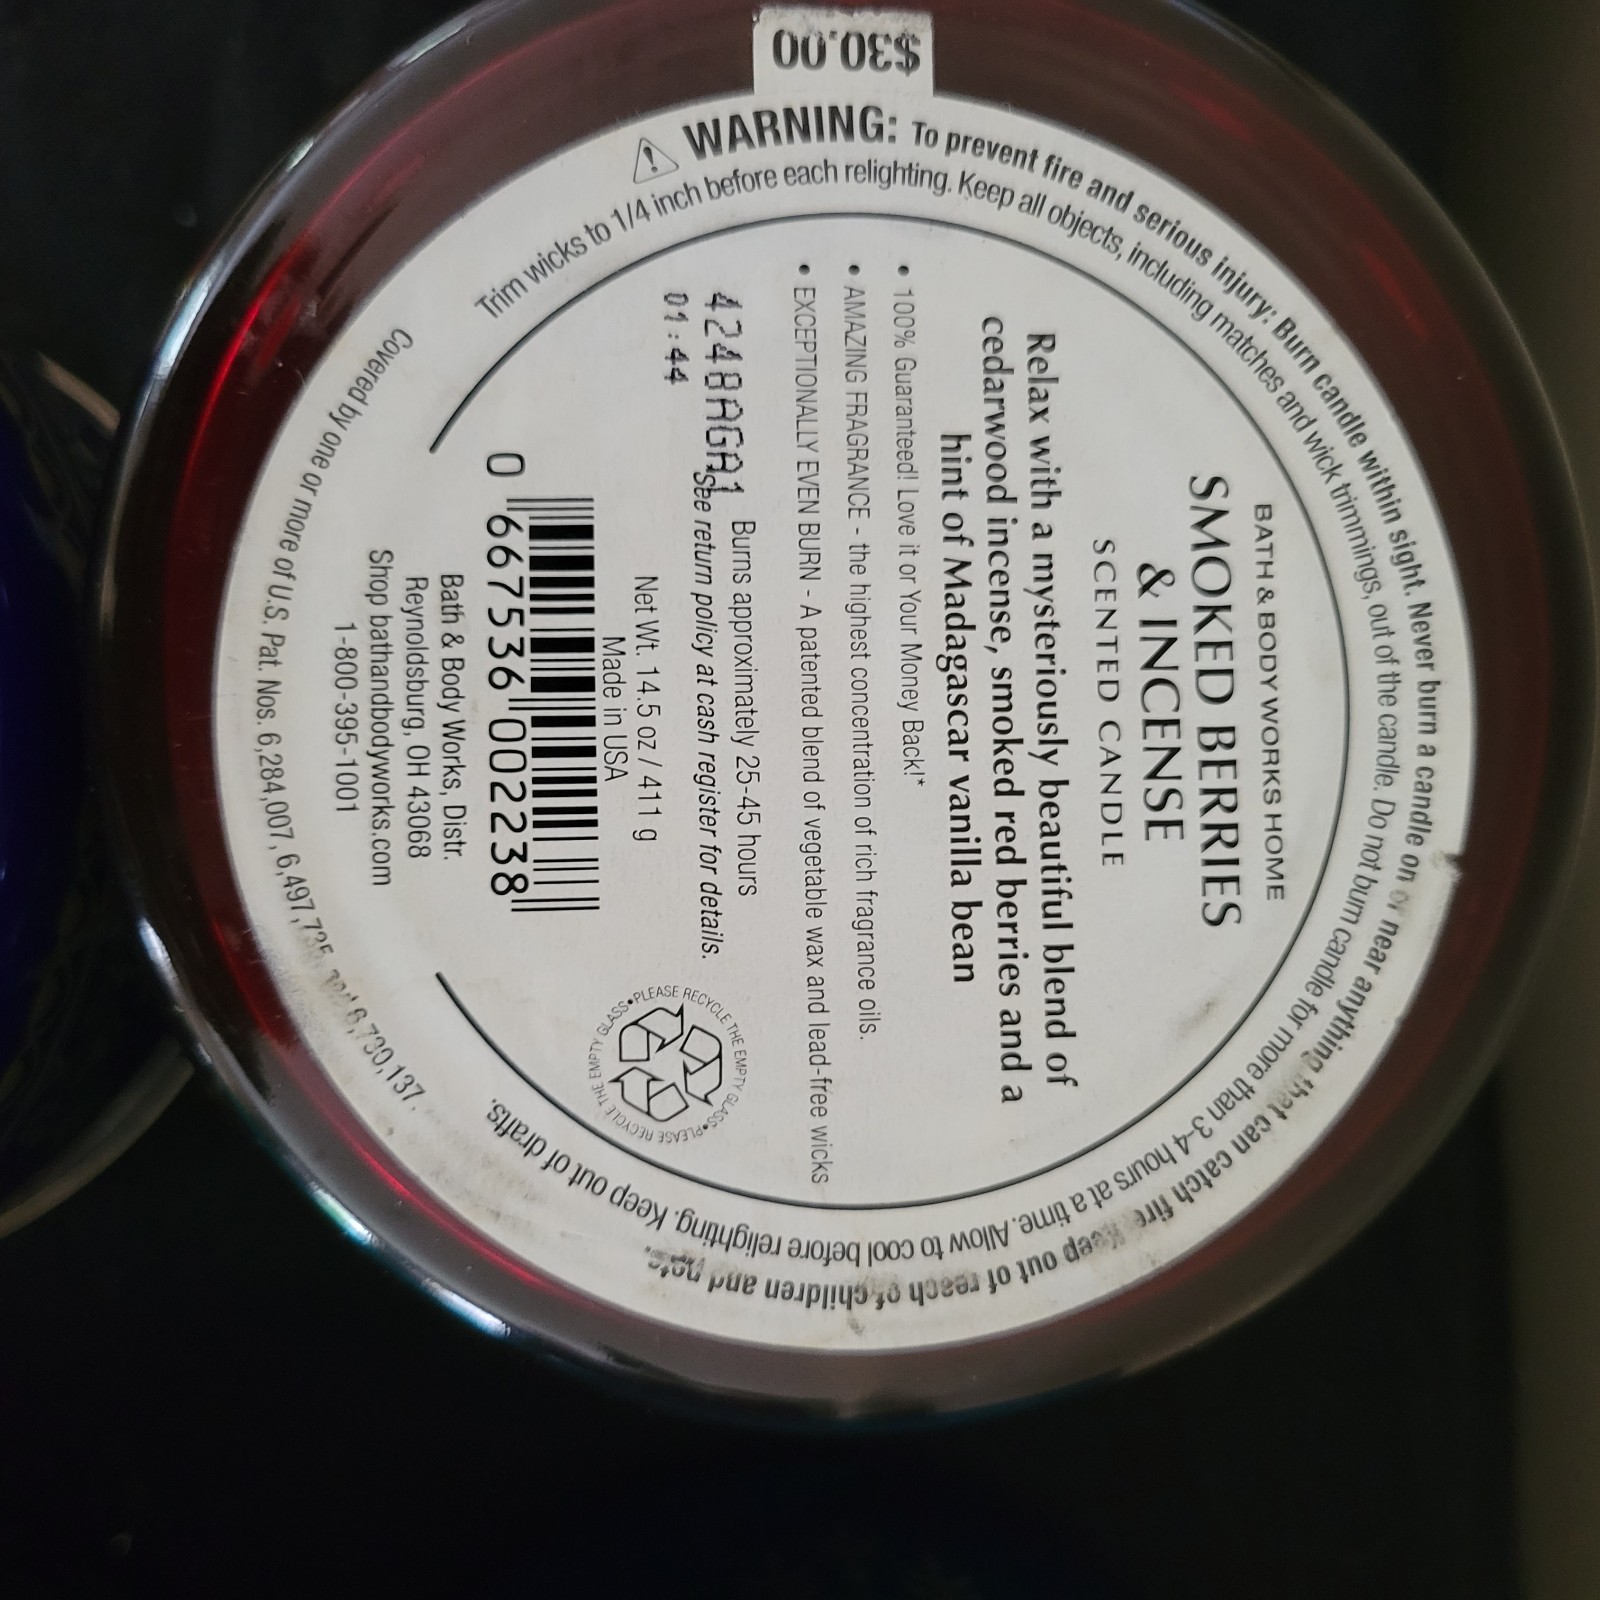 $30.00
WARNING: To prevent fire and serious injury: Burn candle within sight. Never burn a candle on or near anything that can catch fire. Keep out of reach of children and pets.
Trim wicks to 1/4 inch before each relighting. Keep all objects, including matches and wick trimmings, out of the candle. Do not burn candle for more than 3-4 hours at a time. Allow to cool before relighting. Keep out of drafts.
BATH & BODY WORKS HOME
SMOKED BERRIES
& INCENSE
SCENTED CANDLE
Relax with a mysteriously beautiful blend of
cedarwood incense, smoked red berries and a
hint of Madagascar vanilla bean
• 100% Guaranteed! Love it or Your Money Back!*
• AMAZING FRAGRANCE - the highest concentration of rich fragrance oils.
• EXCEPTIONALLY EVEN BURN - A patented blend of vegetable wax and lead-free wicks
Burns approximately 25-45 hours
4248AGA1
See return policy at cash register for details.
01:44
Net Wt. 14.5 oz / 411 g
Made in USA
0 667536 002238
PLEASE RECYCLE THE EMPTY GLASS • PLEASE RECYCLE THE EMPTY GLASS •
Bath & Body Works, Distr.
Reynoldsburg, OH 43068
Shop bathandbodyworks.com
1-800-395-1001
Covered by one or more of U.S. Pat. Nos. 6,284,007, 6,497,735, and 6,730,137.